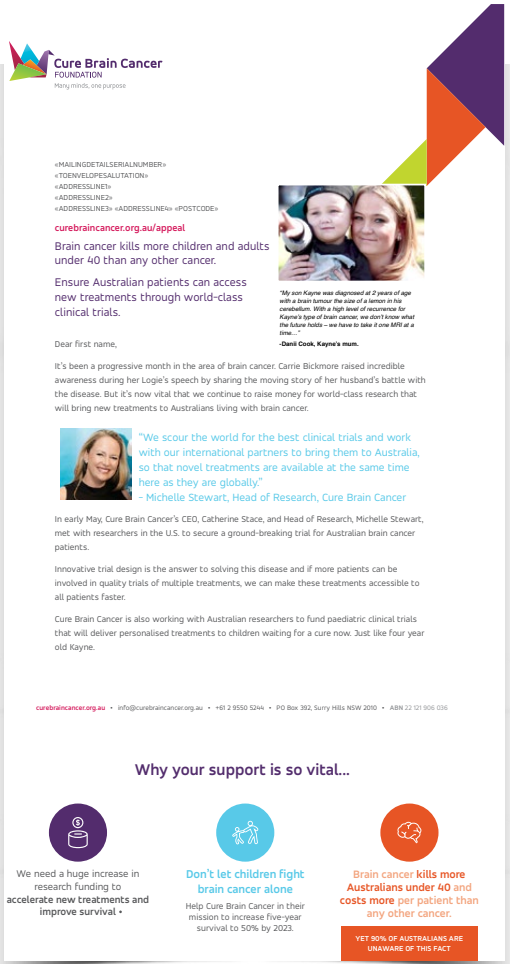 Cure Brain Cancer
FOUNDATION
Many minds, one purpose
«MAILINGDETAILSERIALNUMBER»
«TOENVELOPESALUTATION»
«ADDRESSLINE1»
«ADDRESSLINE2»
«ADDRESSLINE3» «ADDRESSLINE4» «POSTCODE»
curebraincancer.org.au/appeal
Brain cancer kills more children and adults
under 40 than any other cancer.
Ensure Australian patients can access
new treatments through world-class
clinical trials.
"My son Kayne was diagnosed at 2 years of age
with a brain tumour the size of a lemon in his
cerebellum. With a high level of recurrence for
Kayne's type of brain cancer, we don't know what
the future holds – we have to take it one MRI at a
time..."
-Danii Cook, Kayne's mum.
Dear first name,
It's been a progressive month in the area of brain cancer. Carrie Bickmore raised incredible
awareness during her Logie's speech by sharing the moving story of her husband's battle with
the disease. But it's now vital that we continue to raise money for world-class research that
will bring new treatments to Australians living with brain cancer.
"We scour the world for the best clinical trials and work
with our international partners to bring them to Australia,
so that novel treatments are available at the same time
here as they are globally."
– Michelle Stewart, Head of Research, Cure Brain Cancer
In early May, Cure Brain Cancer's CEO, Catherine Stace, and Head of Research, Michelle Stewart,
met with researchers in the U.S. to secure a ground-breaking trial for Australian brain cancer
patients.
Innovative trial design is the answer to solving this disease and if more patients can be
involved in quality trials of multiple treatments, we can make these treatments accessible to
all patients faster.
Cure Brain Cancer is also working with Australian researchers to fund paediatric clinical trials
that will deliver personalised treatments to children waiting for a cure now. Just like four year
old Kayne.
curebraincancer.org.au • info@curebraincancer.org.au • +61 2 9550 5244 • PO Box 392, Surry Hills NSW 2010 • ABN 22 121 906 036
Why your support is so vital...
$
We need a huge increase in
research funding to
accelerate new treatments and
improve survival •
Don't let children fight
brain cancer alone
Help Cure Brain Cancer in their
mission to increase five-year
survival to 50% by 2023.
Brain cancer kills more
Australians under 40 and
costs more per patient than
any other cancer.
YET 90% OF AUSTRALIANS ARE
UNAWARE OF THIS FACT